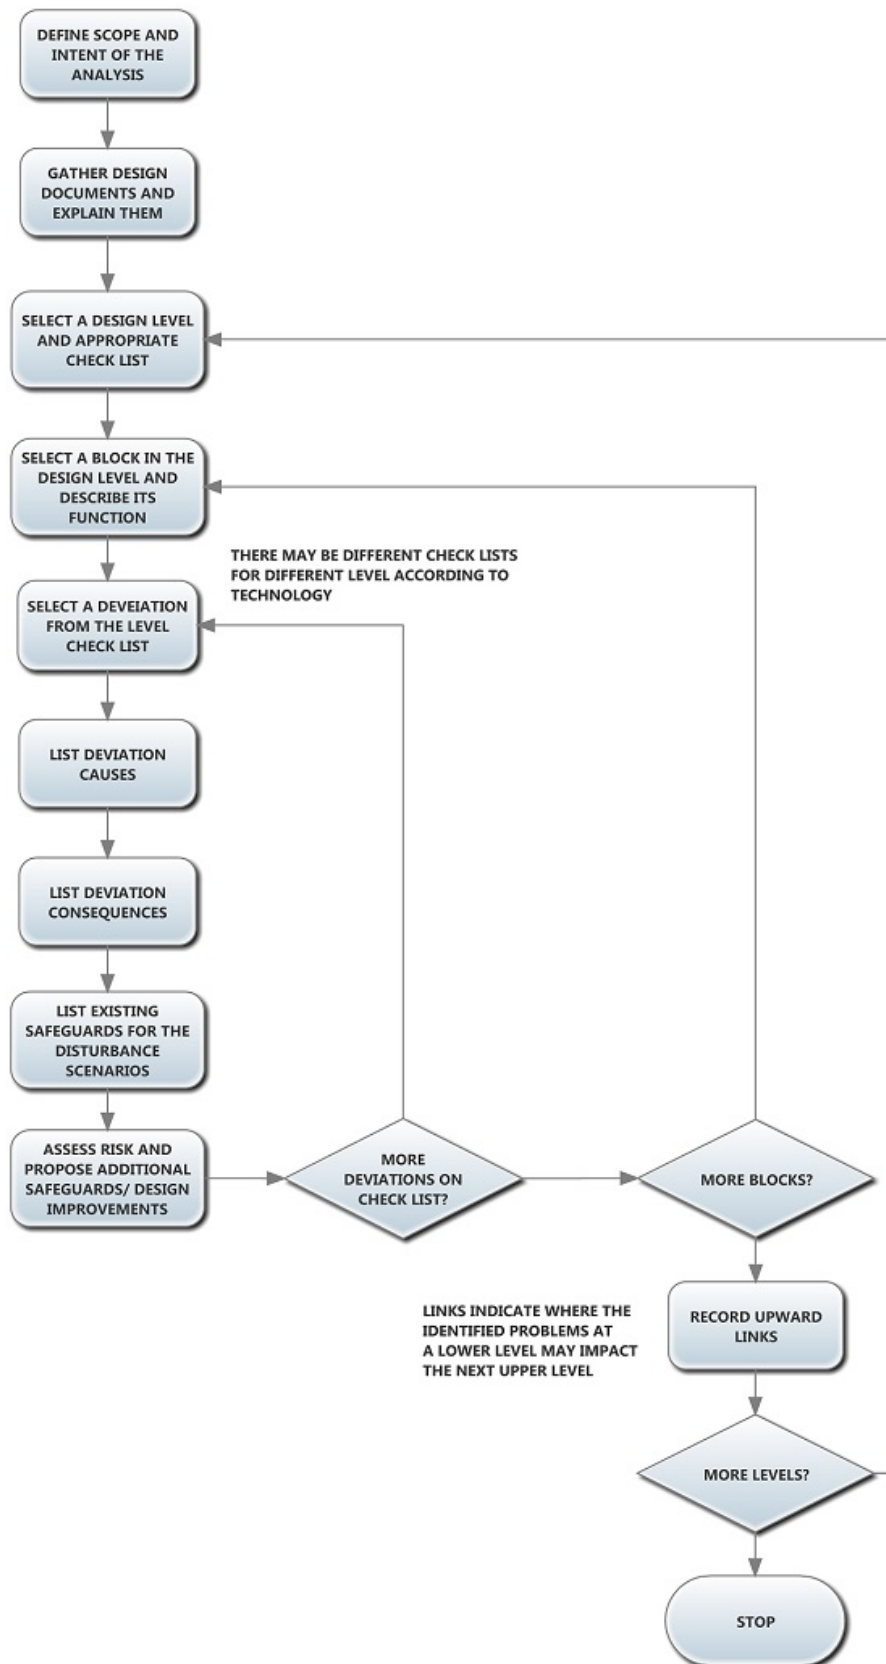 DEFINE SCOPE AND
INTENT OF THE
ANALYSIS
GATHER DESIGN
DOCUMENTS AND
EXPLAIN THEM
SELECT A DESIGN LEVEL
AND APPROPRIATE
CHECK LIST
SELECT A BLOCK IN THE
DESIGN LEVEL AND
DESCRIBE ITS
FUNCTION
THERE MAY BE DIFFERENT CHECK LISTS
FOR DIFFERENT LEVEL ACCORDING TO
TECHNOLOGY
SELECT A DEVEIATION
FROM THE LEVEL
CHECK LIST
LIST DEVIATION
CAUSES
LIST DEVIATION
CONSEQUENCES
LIST EXISTING
SAFEGUARDS FOR THE
DISTURBANCE
SCENARIOS
ASSESS RISK AND
PROPOSE ADDITIONAL
SAFEGUARDS/ DESIGN
IMPROVEMENTS
MORE
DEVIATIONS ON
CHECK LIST?
MORE BLOCKS?
LINKS INDICATE WHERE THE
IDENTIFIED PROBLEMS AT
A LOWER LEVEL MAY IMPACT
THE NEXT UPPER LEVEL
RECORD UPWARD
LINKS
MORE LEVELS?
STOP